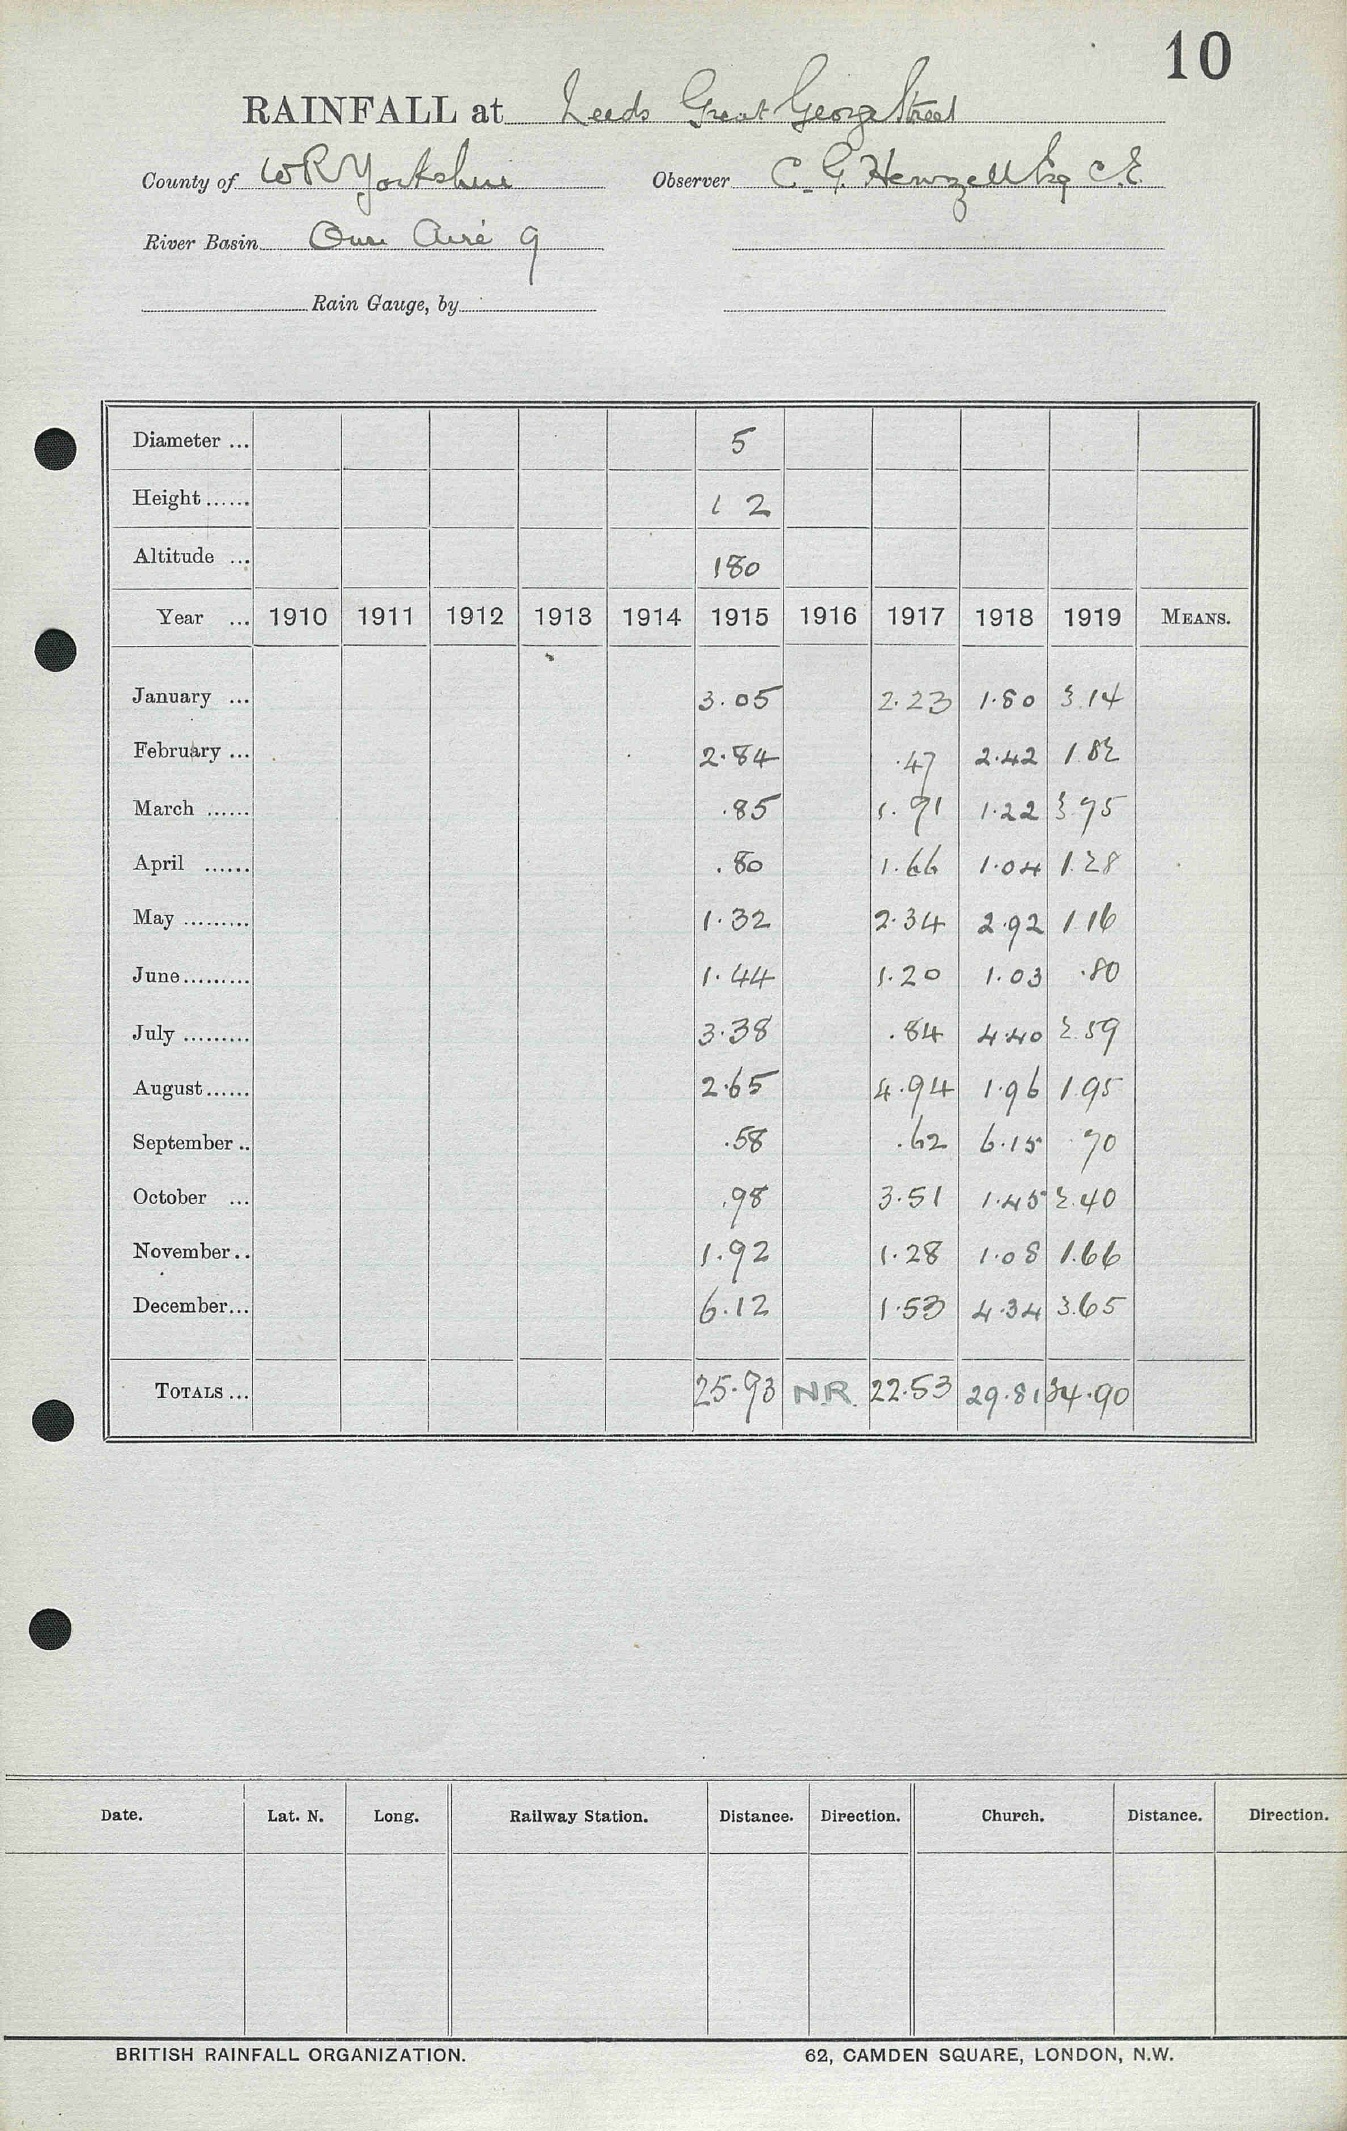 10
RAINFALL at Leeds Great George Street
County of W R Yorkshire Observer C. G. Henzell Esq C.E.
River Basin Ouse Aire 9
Rain Gauge, by
Diameter ... 5
Height ...... 12
Altitude ... 180
Year ... 1910 1911 1912 1913 1914 1915 1916 1917 1918 1919 MEANS.
January ... 3.05 2.23 1.80 3.14
February ... 2.84 .47 2.42 1.82
March ...... .85 1.91 1.22 3.75
April ...... .80 1.66 1.04 1.28
May ......... 1.32 2.34 2.92 1.16
June ......... 1.44 1.20 1.03 .80
July ......... 3.38 .84 4.40 2.59
August ...... 2.65 4.94 1.96 1.95
September .. .58 .62 6.15 .70
October ... .98 3.51 1.45 2.40
November .. 1.92 1.28 1.08 1.66
December ... 6.12 1.53 4.34 3.65
TOTALS ... 25.93 N.R. 22.53 29.81 24.90
Date. Lat. N. Long. Railway Station. Distance. Direction. Church. Distance. Direction.
BRITISH RAINFALL ORGANIZATION. 62, CAMDEN SQUARE, LONDON, N.W.